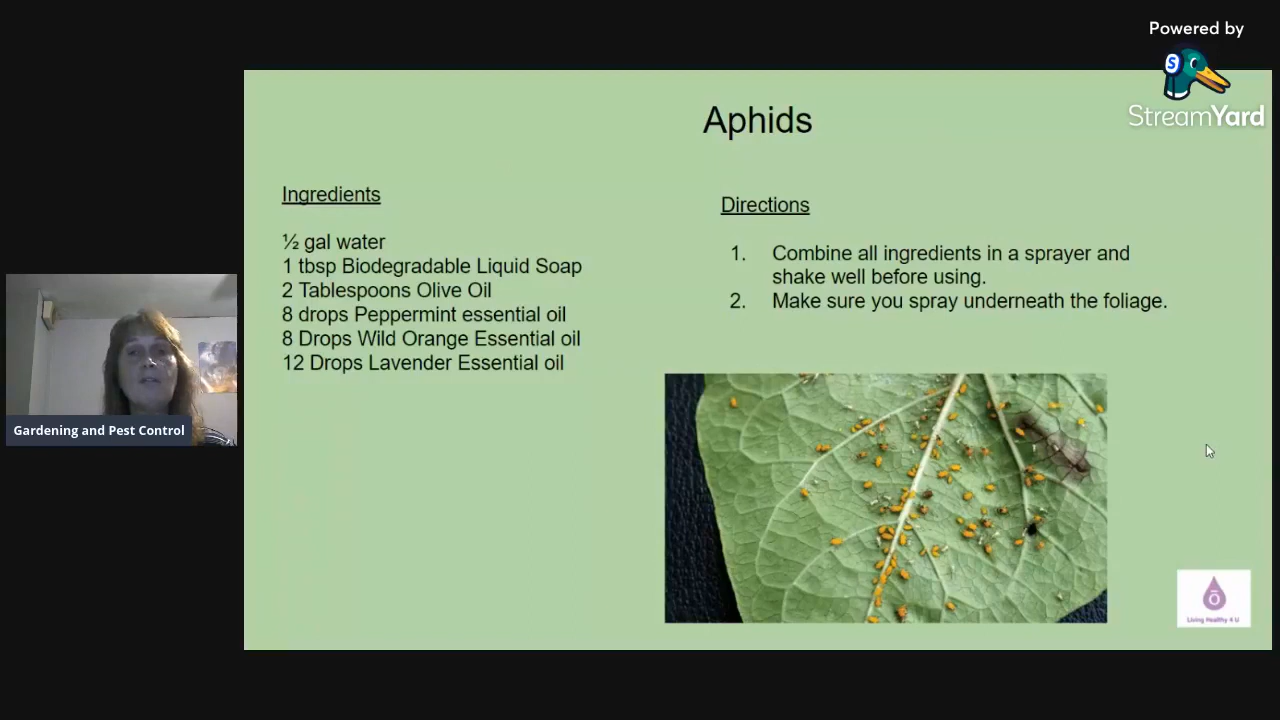 Powered by
StreamYard
Aphids
Ingredients
½ gal water
1 tbsp Biodegradable Liquid Soap
2 Tablespoons Olive Oil
8 drops Peppermint essential oil
8 Drops Wild Orange Essential oil
12 Drops Lavender Essential oil
Directions
1. Combine all ingredients in a sprayer and
shake well before using.
2. Make sure you spray underneath the foliage.
Gardening and Pest Control
Living Healthy 4 U